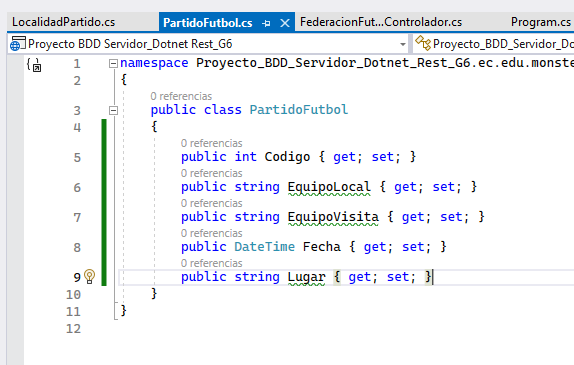 LocalidadPartido.cs PartidoFutbol.cs FederacionFut...Controlador.cs Program.cs
Proyecto BDD Servidor_Dotnet Rest_G6 Proyecto_BDD_Servidor_Do
1 namespace Proyecto_BDD_Servidor_Dotnet_Rest_G6.ec.edu.monste
2 {
0 referencias
3 public class PartidoFutbol
4 {
0 referencias
5 public int Codigo { get; set; }
0 referencias
6 public string EquipoLocal { get; set; }
0 referencias
7 public string EquipoVisita { get; set; }
0 referencias
8 public DateTime Fecha { get; set; }
0 referencias
9 public string Lugar { get; set; }
10 }
11 }
12